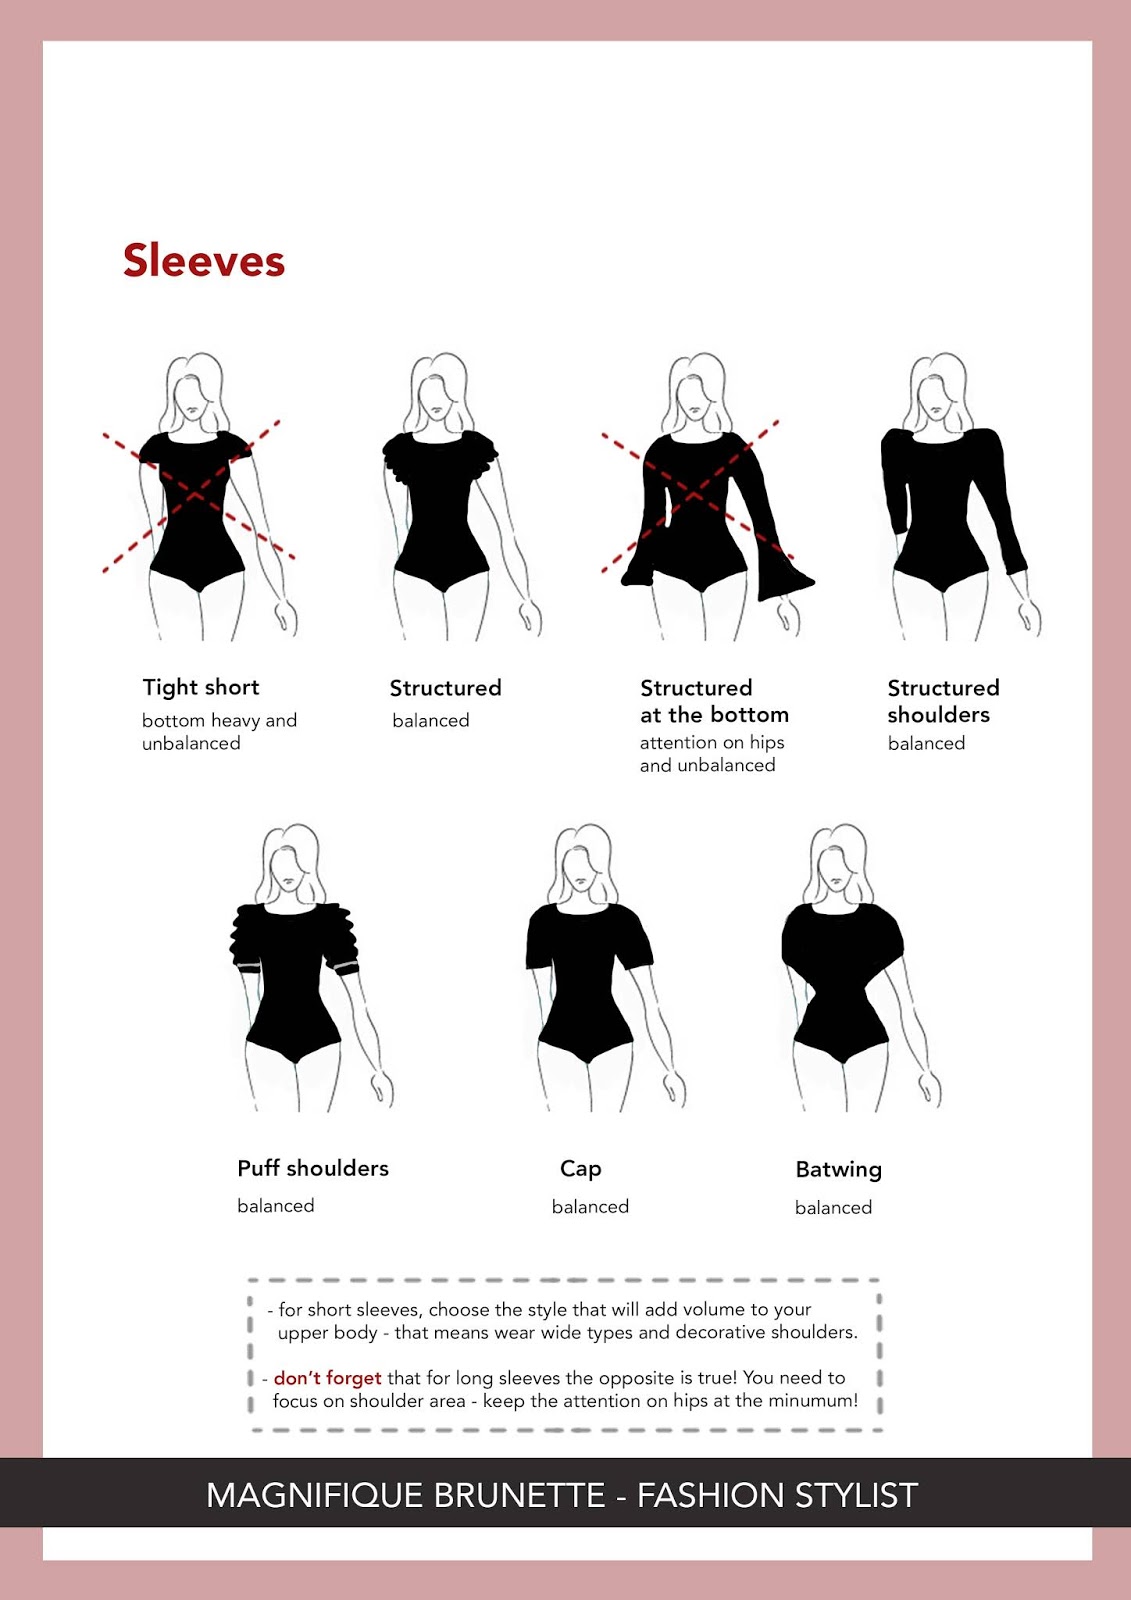 Sleeves
Tight short
bottom heavy and
unbalanced
Structured
balanced
Structured
at the bottom
attention on hips
and unbalanced
Structured
shoulders
balanced
Puff shoulders
balanced
Cap
balanced
Batwing
balanced
- for short sleeves, choose the style that will add volume to your
upper body - that means wear wide types and decorative shoulders.
- don't forget that for long sleeves the opposite is true! You need to
focus on shoulder area - keep the attention on hips at the minumum!
MAGNIFIQUE BRUNETTE - FASHION STYLIST